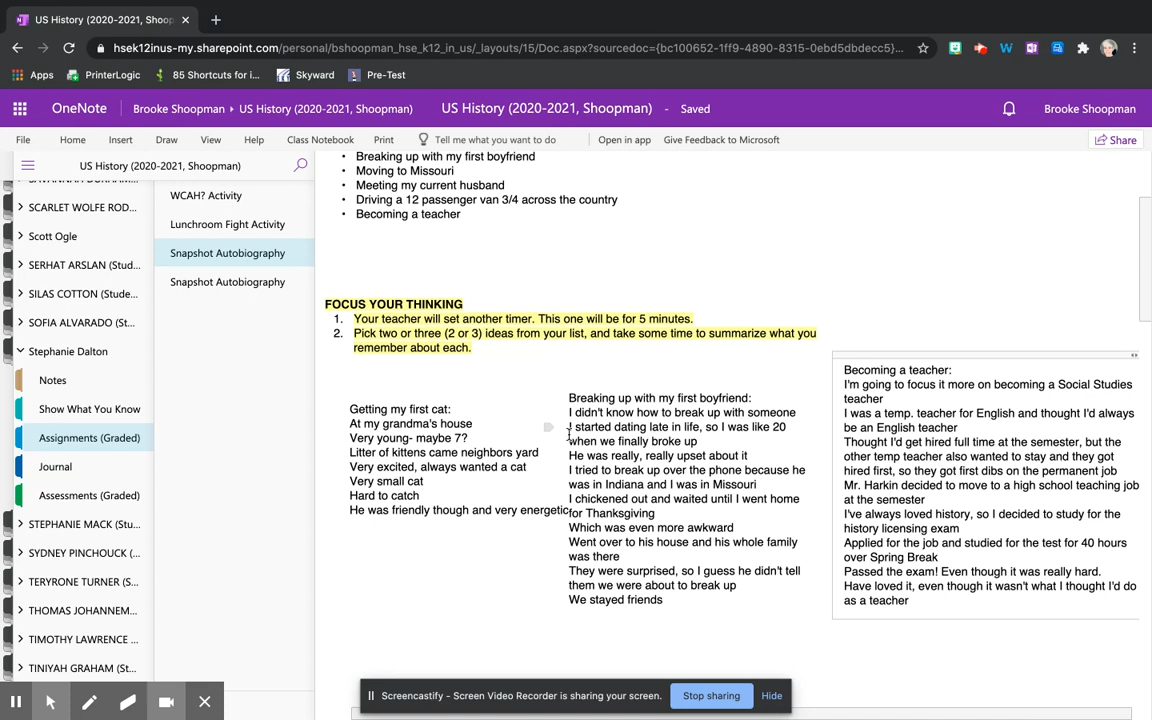 US History (2020-2021, Shoop
hsek12inus-my.sharepoint.com/personal/bshoopman_hse_k12_in_us/_layouts/15/Doc.aspx?sourcedoc={bc100652-1ff9-4890-8315-0ebd5dbdecc5}...
Apps
PrinterLogic
85 Shortcuts for i...
Skyward
Pre-Test
OneNote
Brooke Shoopman ▸ US History (2020-2021, Shoopman)
US History (2020-2021, Shoopman) - Saved
Brooke Shoopman
File
Home
Insert
Draw
View
Help
Class Notebook
Print
Tell me what you want to do
Open in app
Give Feedback to Microsoft
Share
US History (2020-2021, Shoopman)
SCARLET WOLFE ROD...
Scott Ogle
SERHAT ARSLAN (Stud...
SILAS COTTON (Stude...
SOFIA ALVARADO (St...
Stephanie Dalton
Notes
Show What You Know
Assignments (Graded)
Journal
Assessments (Graded)
STEPHANIE MACK (Stu...
SYDNEY PINCHOUCK (...
TERYRONE TURNER (St...
THOMAS JOHANNEM...
TIMOTHY LAWRENCE ...
TINIYAH GRAHAM (St...
WCAH? Activity
Lunchroom Fight Activity
Snapshot Autobiography
Snapshot Autobiography
• Breaking up with my first boyfriend
• Moving to Missouri
• Meeting my current husband
• Driving a 12 passenger van 3/4 across the country
• Becoming a teacher
FOCUS YOUR THINKING
1. Your teacher will set another timer. This one will be for 5 minutes.
2. Pick two or three (2 or 3) ideas from your list, and take some time to summarize what you
remember about each.
Getting my first cat:
At my grandma's house
Very young- maybe 7?
Litter of kittens came neighbors yard
Very excited, always wanted a cat
Very small cat
Hard to catch
He was friendly though and very energetic
Breaking up with my first boyfriend:
I didn't know how to break up with someone
I started dating late in life, so I was like 20
when we finally broke up
He was really, really upset about it
I tried to break up over the phone because he
was in Indiana and I was in Missouri
I chickened out and waited until I went home
for Thanksgiving
Which was even more awkward
Went over to his house and his whole family
was there
They were surprised, so I guess he didn't tell
them we were about to break up
We stayed friends
Becoming a teacher:
I'm going to focus it more on becoming a Social Studies
teacher
I was a temp. teacher for English and thought I'd always
be an English teacher
Thought I'd get hired full time at the semester, but the
other temp teacher also wanted to stay and they got
hired first, so they got first dibs on the permanent job
Mr. Harkin decided to move to a high school teaching job
at the semester
I've always loved history, so I decided to study for the
history licensing exam
Applied for the job and studied for the test for 40 hours
over Spring Break
Passed the exam! Even though it was really hard.
Have loved it, even though it wasn't what I thought I'd do
as a teacher
Screencastify - Screen Video Recorder is sharing your screen.
Stop sharing
Hide